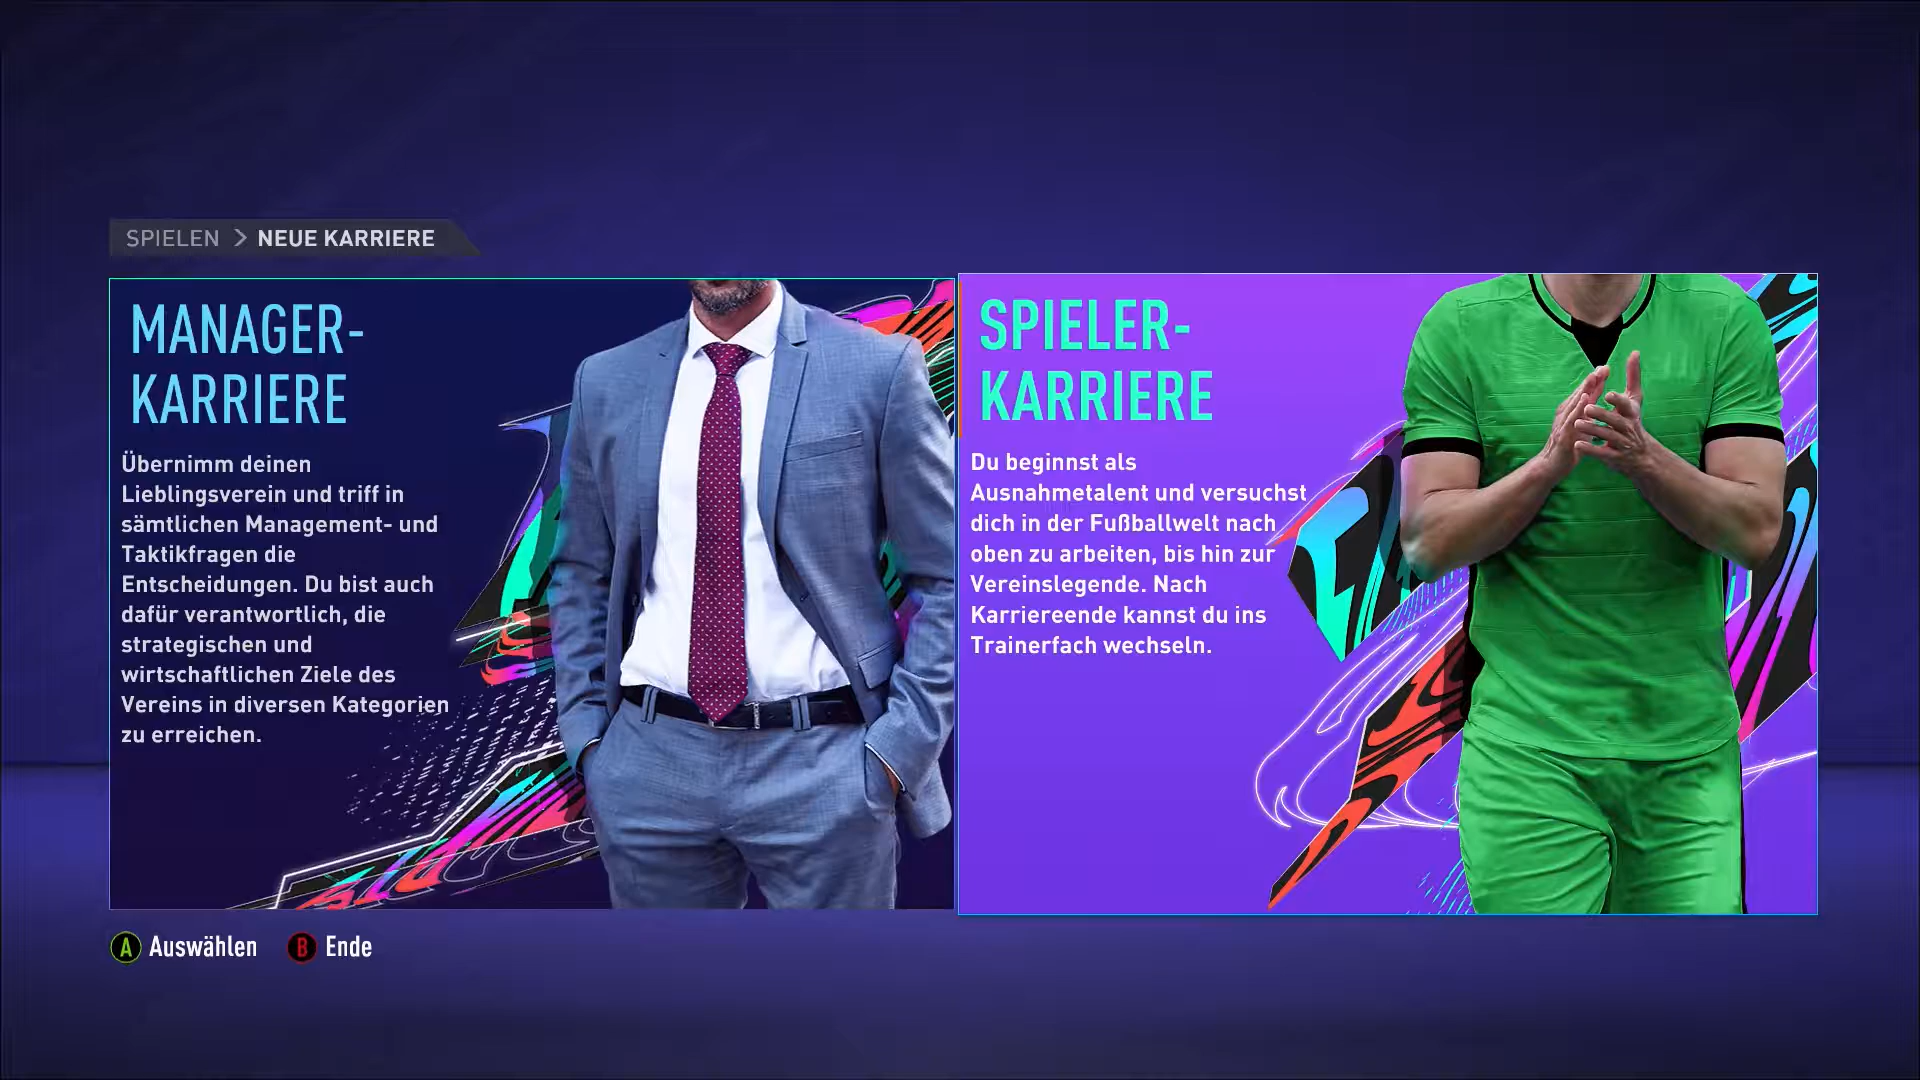 SPIELEN > NEUE KARRIERE
MANAGER-
KARRIERE
Übernimm deinen
Lieblingsverein und triff in
sämtlichen Management- und
Taktikfragen die
Entscheidungen. Du bist auch
dafür verantwortlich, die
strategischen und
wirtschaftlichen Ziele des
Vereins in diversen Kategorien
zu erreichen.
SPIELER-
KARRIERE
Du beginnst als
Ausnahmetalent und versuchst
dich in der Fußballwelt nach
oben zu arbeiten, bis hin zur
Vereinslegende. Nach
Karriereende kannst du ins
Trainerfach wechseln.
A Auswählen B Ende